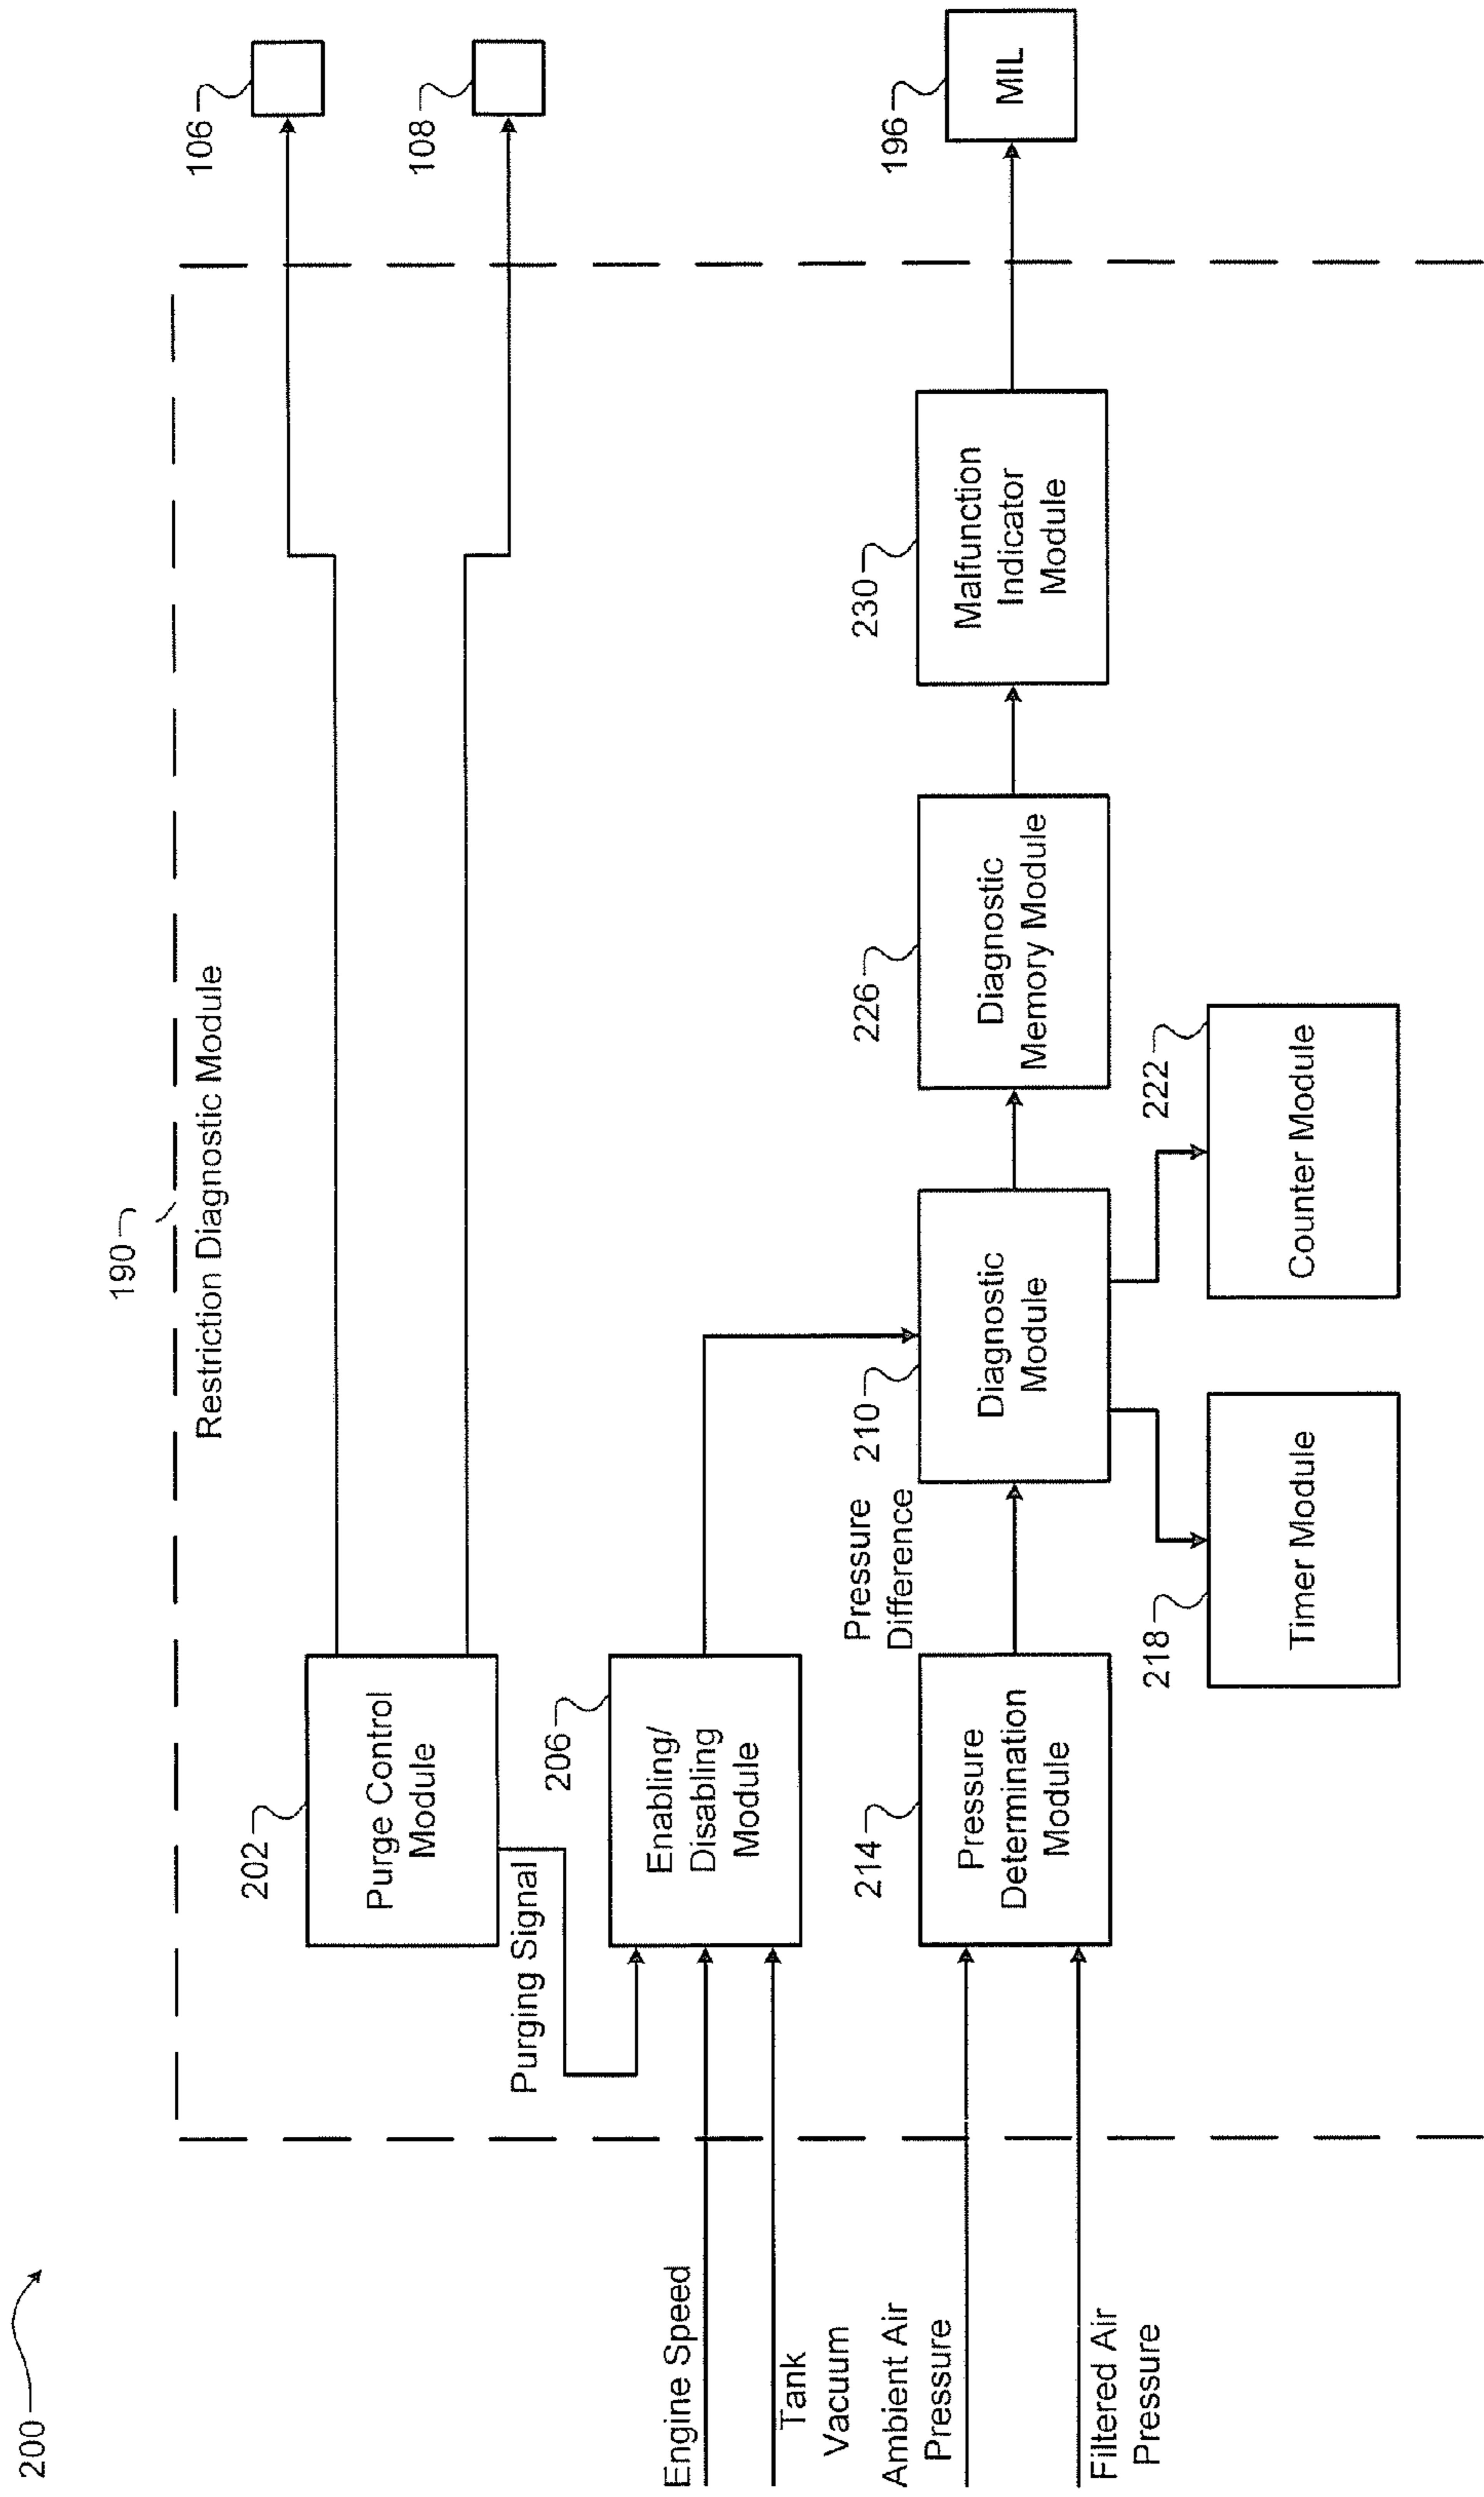 200
190
Restriction Diagnostic Module
106
108
202
Purge Control
Module
Purging Signal
206
Enabling/
Disabling
Module
Engine Speed
Tank
Vacuum
Ambient Air
Pressure
Filtered Air
Pressure
214
Pressure
Determination
Module
Pressure
Difference
210
Diagnostic
Module
218
Timer Module
222
Counter Module
226
Diagnostic
Memory Module
230
Malfunction
Indicator
Module
196
MIL